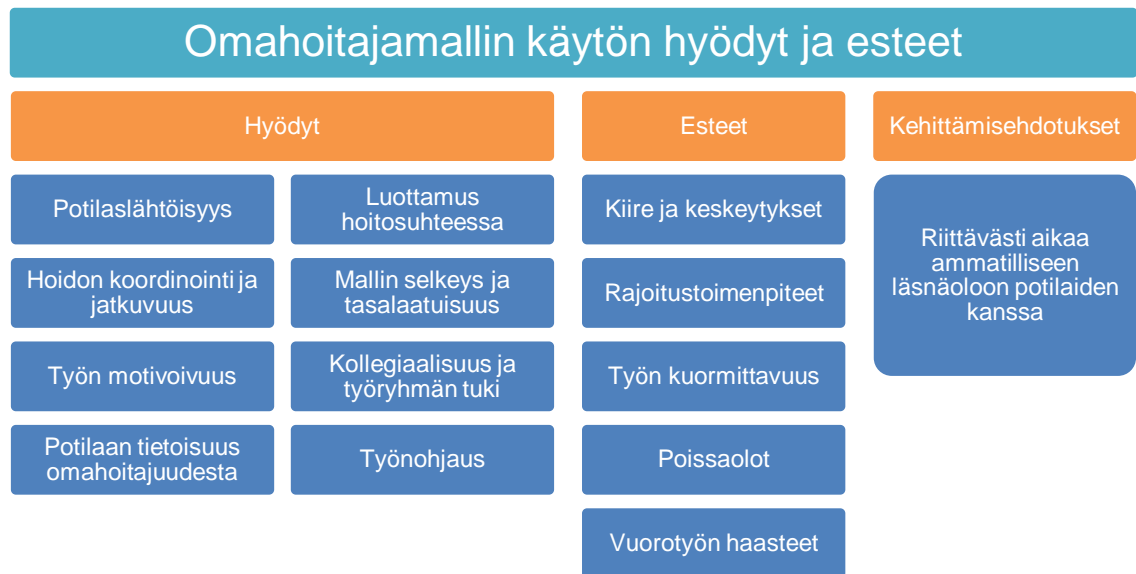 Omahoitajamallin käytön hyödyt ja esteet
Hyödyt
Potilaslähtöisyys
Luottamus
hoitosuhteessa
Hoidon koordinointi ja
jatkuvuus
Mallin selkeys ja
tasalaatuisuus
Työn motivoivuus
Kollegiaalisuus ja
työryhmän tuki
Potilaan tietoisuus
omahoitajuudesta
Työnohjaus
Esteet
Kiire ja keskeytykset
Rajoitustoimenpiteet
Työn kuormittavuus
Poissaolot
Vuorotyön haasteet
Kehittämisehdotukset
Riittävästi aikaa
ammatilliseen
läsnäoloon potilaiden
kanssa